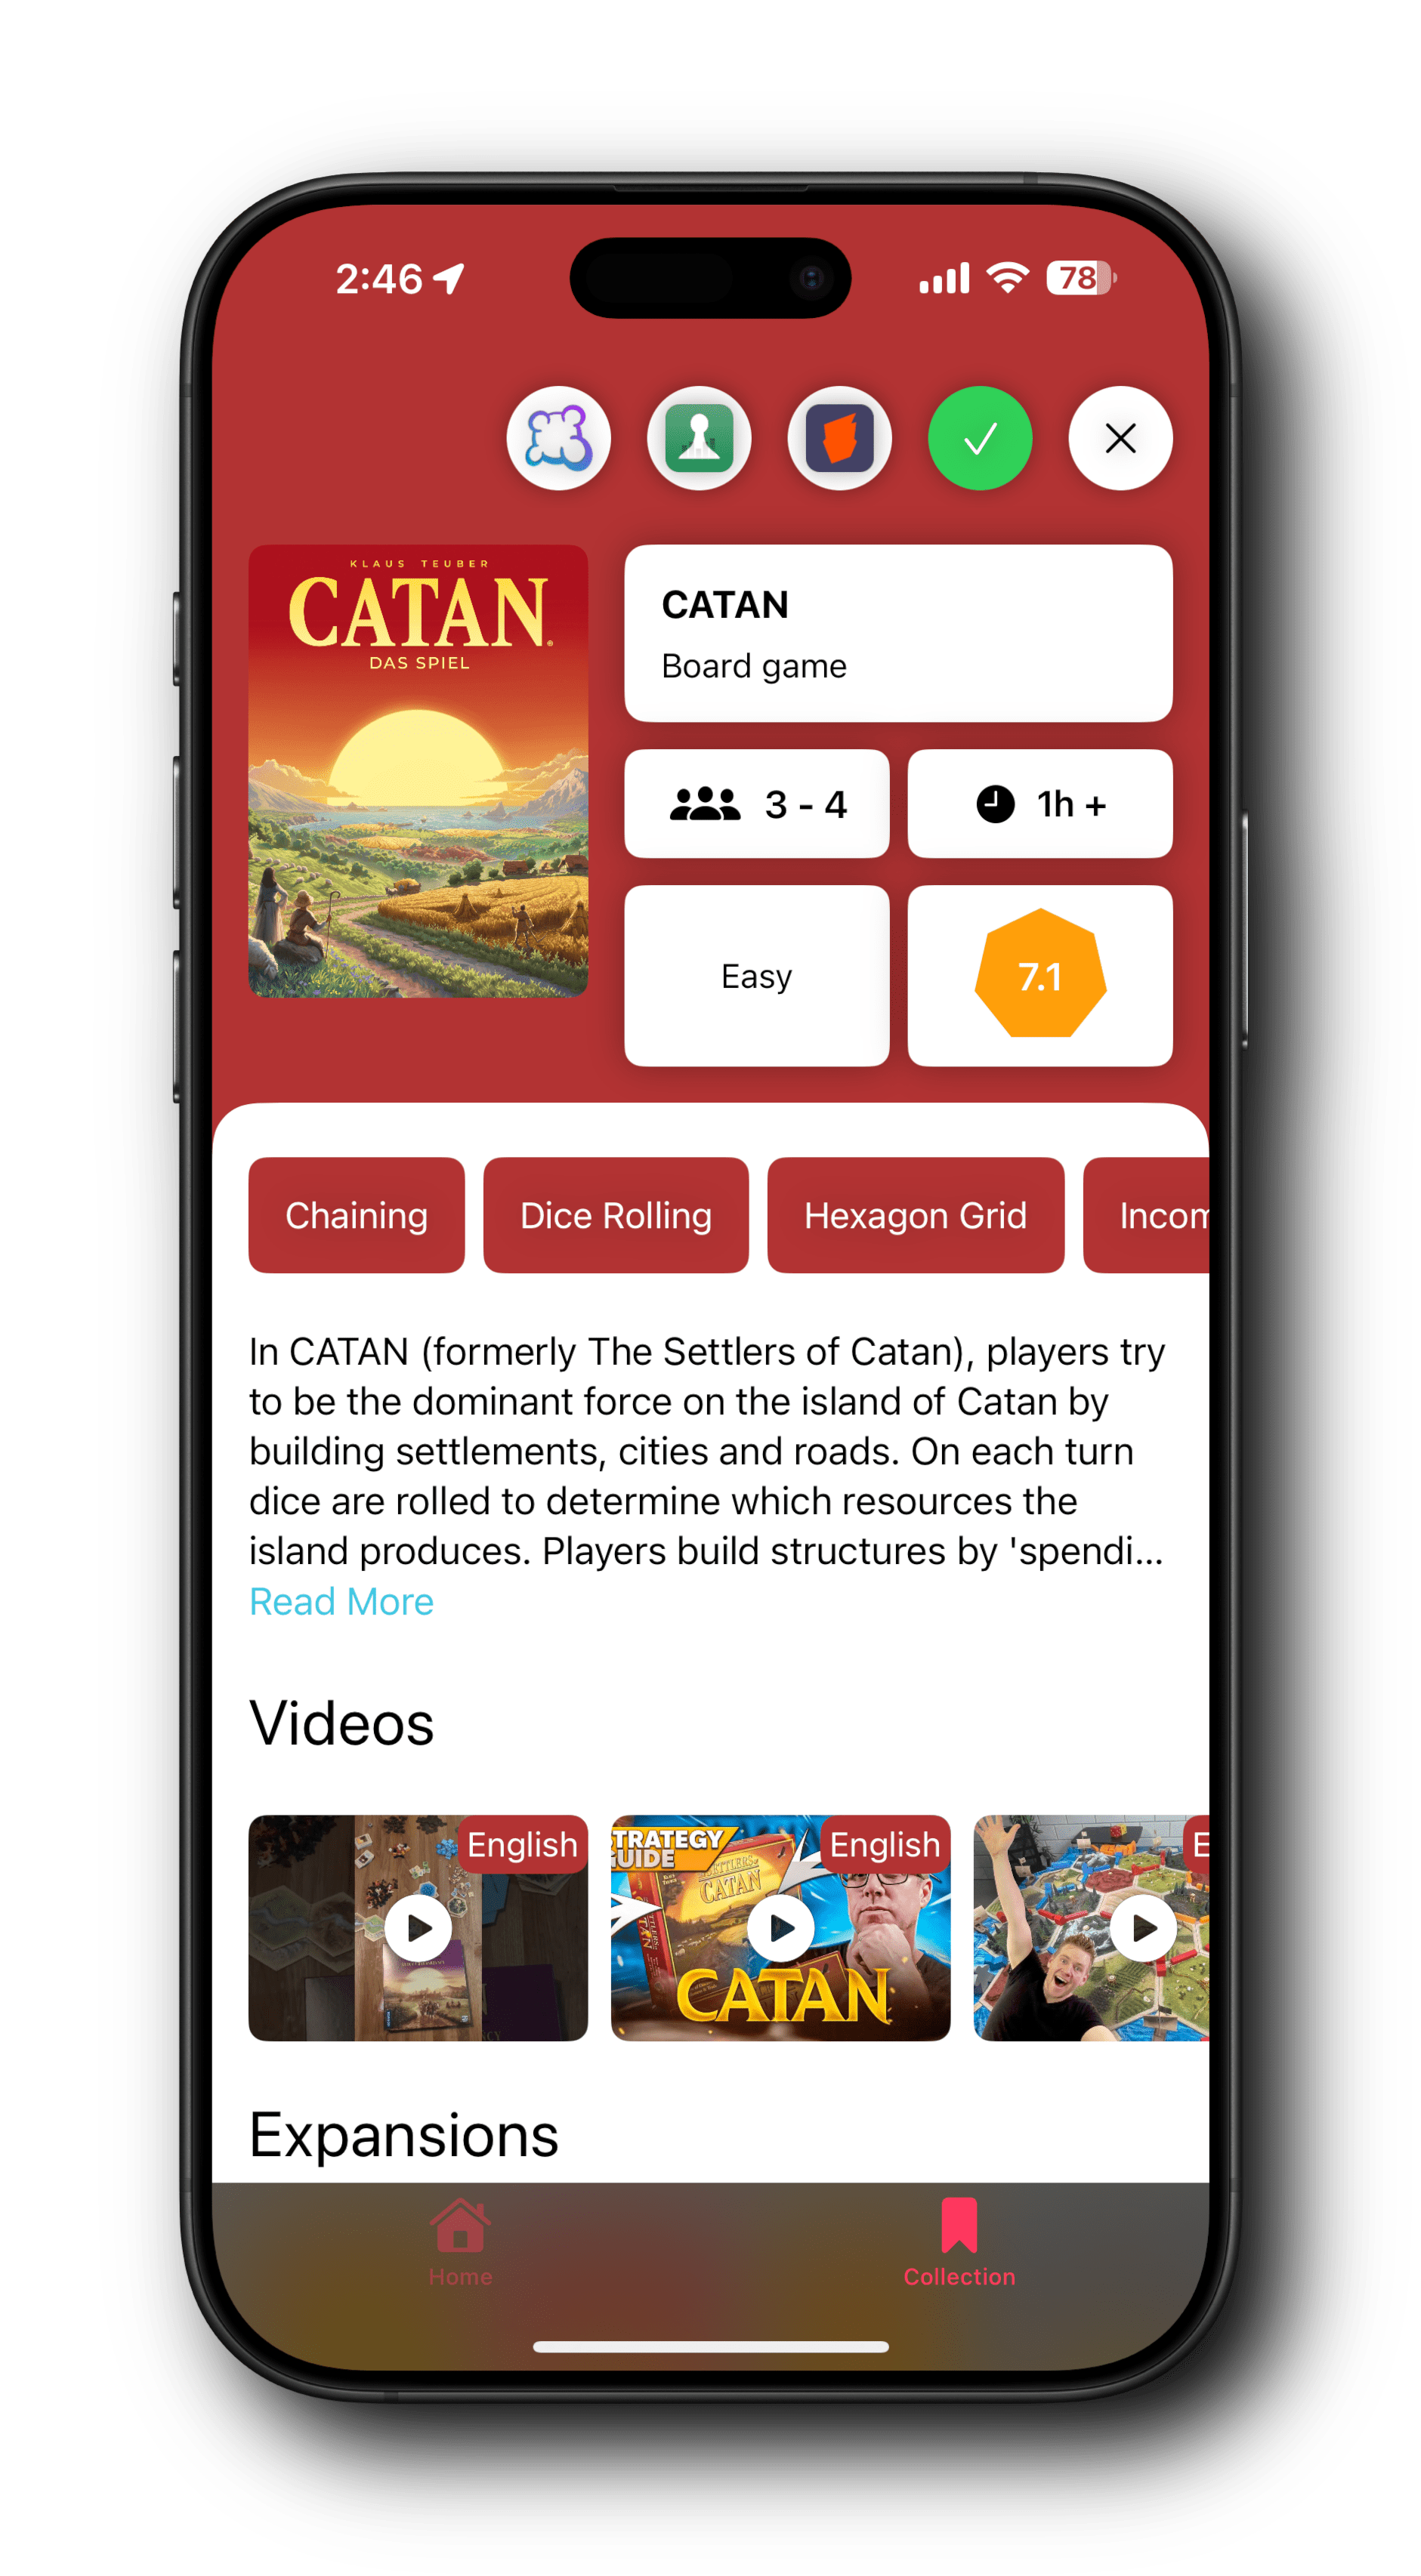 2:46
78
KLAUS TEUBER
CATAN
DAS SPIEL
CATAN
Board game
3 - 4
1h +
Easy
7.1
Chaining
Dice Rolling
Hexagon Grid
Incom
In CATAN (formerly The Settlers of Catan), players try
to be the dominant force on the island of Catan by
building settlements, cities and roads. On each turn
dice are rolled to determine which resources the
island produces. Players build structures by 'spendi...
Read More
Videos
English
TRATEGY
UIDE
CATAN
English
CATAN
E
Expansions
Home
Collection